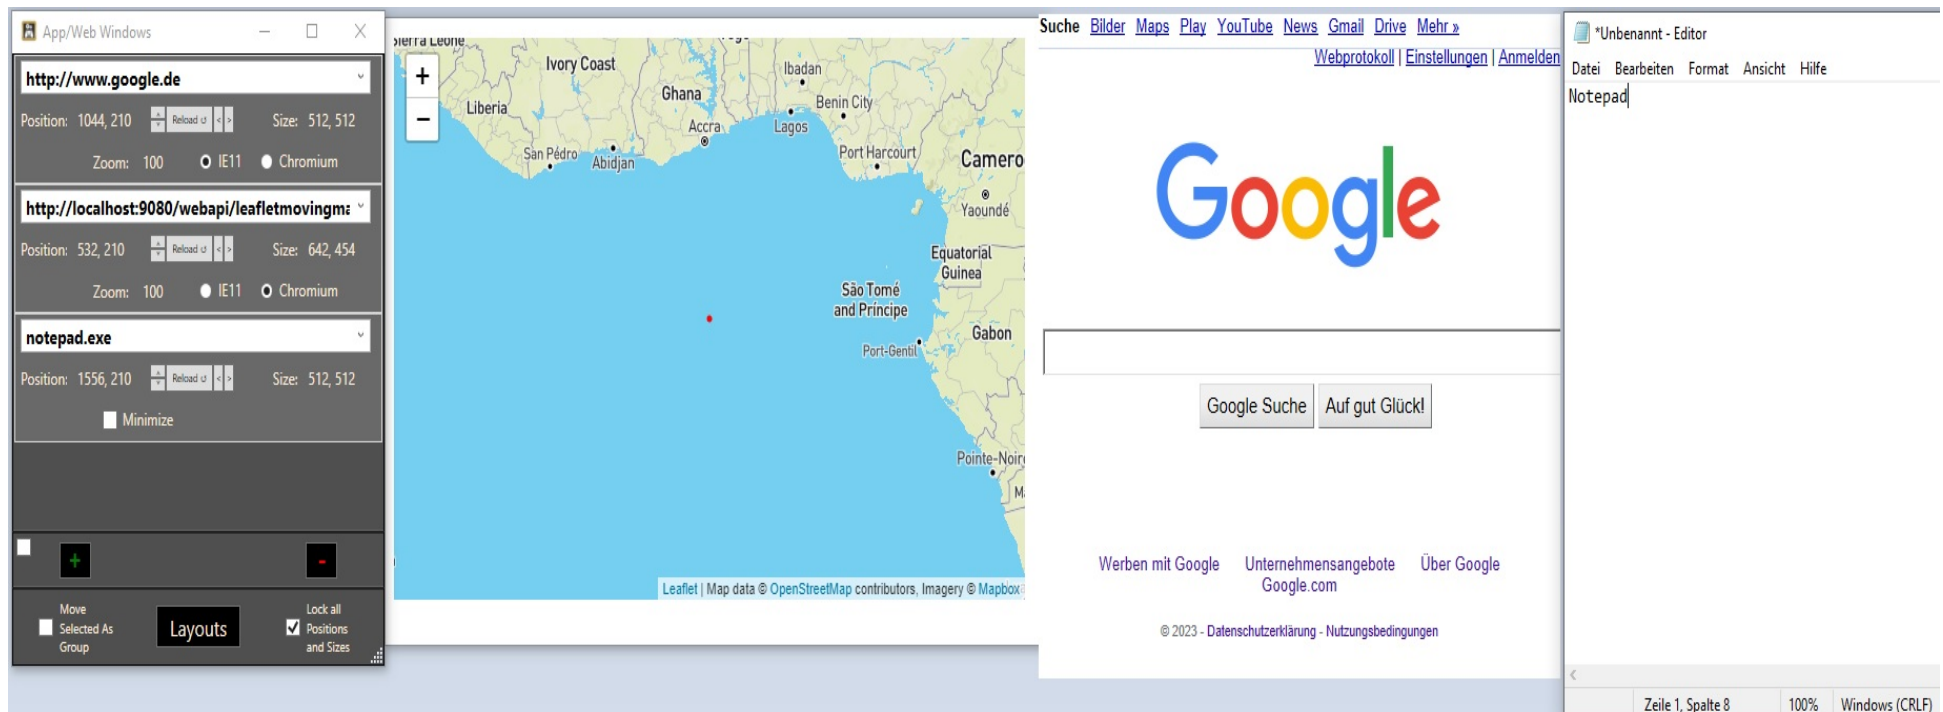 App/Web Windows
http://www.google.de
Position: 1044, 210 Reload ↺ < > Size: 512, 512
Zoom: 100 IE11 Chromium
http://localhost:9080/webapi/leafletmovingma
Position: 532, 210 Reload ↺ < > Size: 642, 454
Zoom: 100 IE11 Chromium
notepad.exe
Position: 1556, 210 Reload ↺ < > Size: 512, 512
Minimize
+ -
Move
Selected As
Group
Layouts
Lock all
Positions
and Sizes
+
−
Sierra Leone
Ivory Coast
Liberia
Ghana
Ibadan
Benin City
Accra
Lagos
San Pédro
Abidjan
Port Harcourt
Camero
Yaoundé
Equatorial
Guinea
São Tomé
and Príncipe
Gabon
Port-Gentil
Pointe-Noir
M
Leaflet | Map data © OpenStreetMap contributors, Imagery © Mapbox
Suche Bilder Maps Play YouTube News Gmail Drive Mehr »
Webprotokoll | Einstellungen | Anmelden
Google
Google Suche Auf gut Glück!
Werben mit Google Unternehmensangebote Über Google
Google.com
© 2023 - Datenschutzerklärung - Nutzungsbedingungen
*Unbenannt - Editor
Datei Bearbeiten Format Ansicht Hilfe
Notepad
Zeile 1, Spalte 8 100% Windows (CRLF)